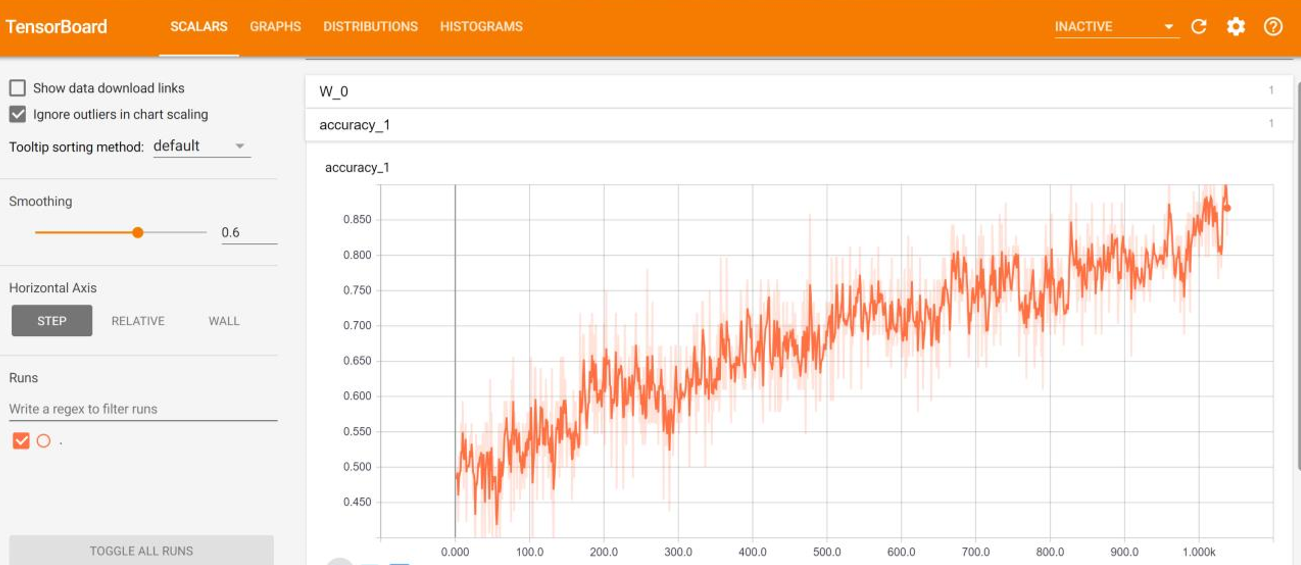 TensorBoard SCALARS GRAPHS DISTRIBUTIONS HISTOGRAMS INACTIVE
Show data download links
Ignore outliers in chart scaling
Tooltip sorting method: default
Smoothing
0.6
Horizontal Axis
STEP RELATIVE WALL
Runs
Write a regex to filter runs
.
TOGGLE ALL RUNS
W_0 1
accuracy_1 1
accuracy_1
0.850
0.800
0.750
0.700
0.650
0.600
0.550
0.500
0.450
0.000 100.0 200.0 300.0 400.0 500.0 600.0 700.0 800.0 900.0 1.000k